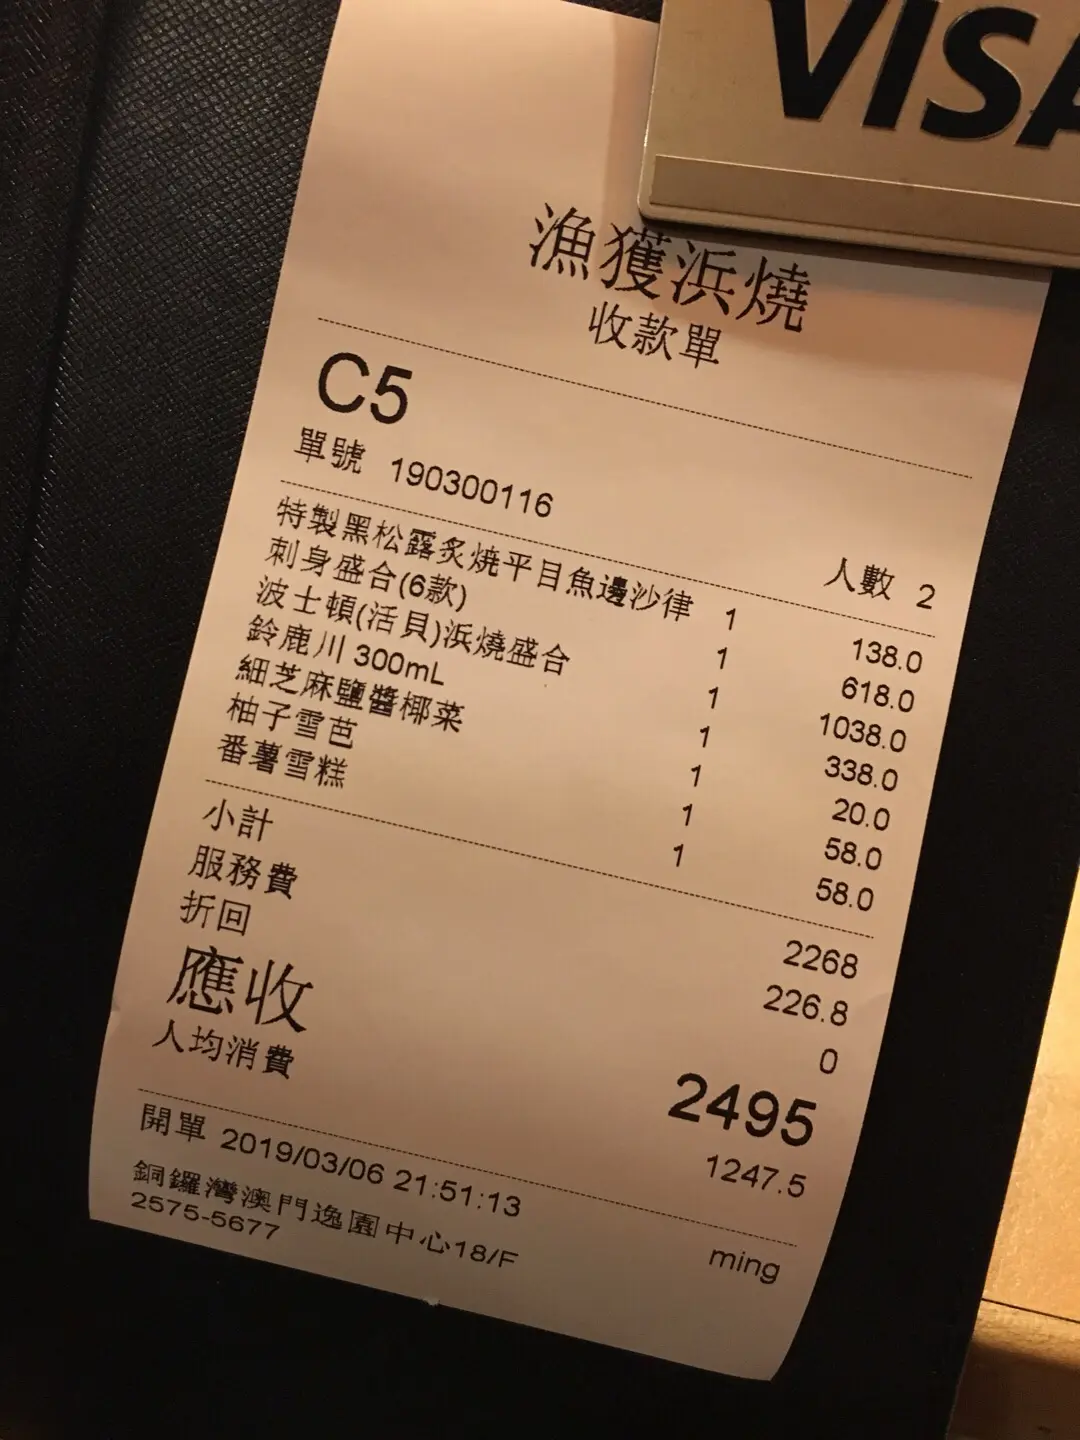 VISA
漁獲浜燒
收款單
C5
單號 190300116
人數 2
特製黑松露炙燒平目魚邊沙律 1 138.0
刺身盛合(6款) 1 618.0
波士頓(活貝)浜燒盛合 1 1038.0
鈴鹿川 300mL 1 338.0
細芝麻鹽醬椰菜 1 20.0
柚子雪芭 1 58.0
番薯雪糕 1 58.0
小計 2268
服務費 226.8
折回 0
應收 2495
人均消費 1247.5
開單 2019/03/06 21:51:13 ming
銅鑼灣澳門逸園中心18/F
2575-5677